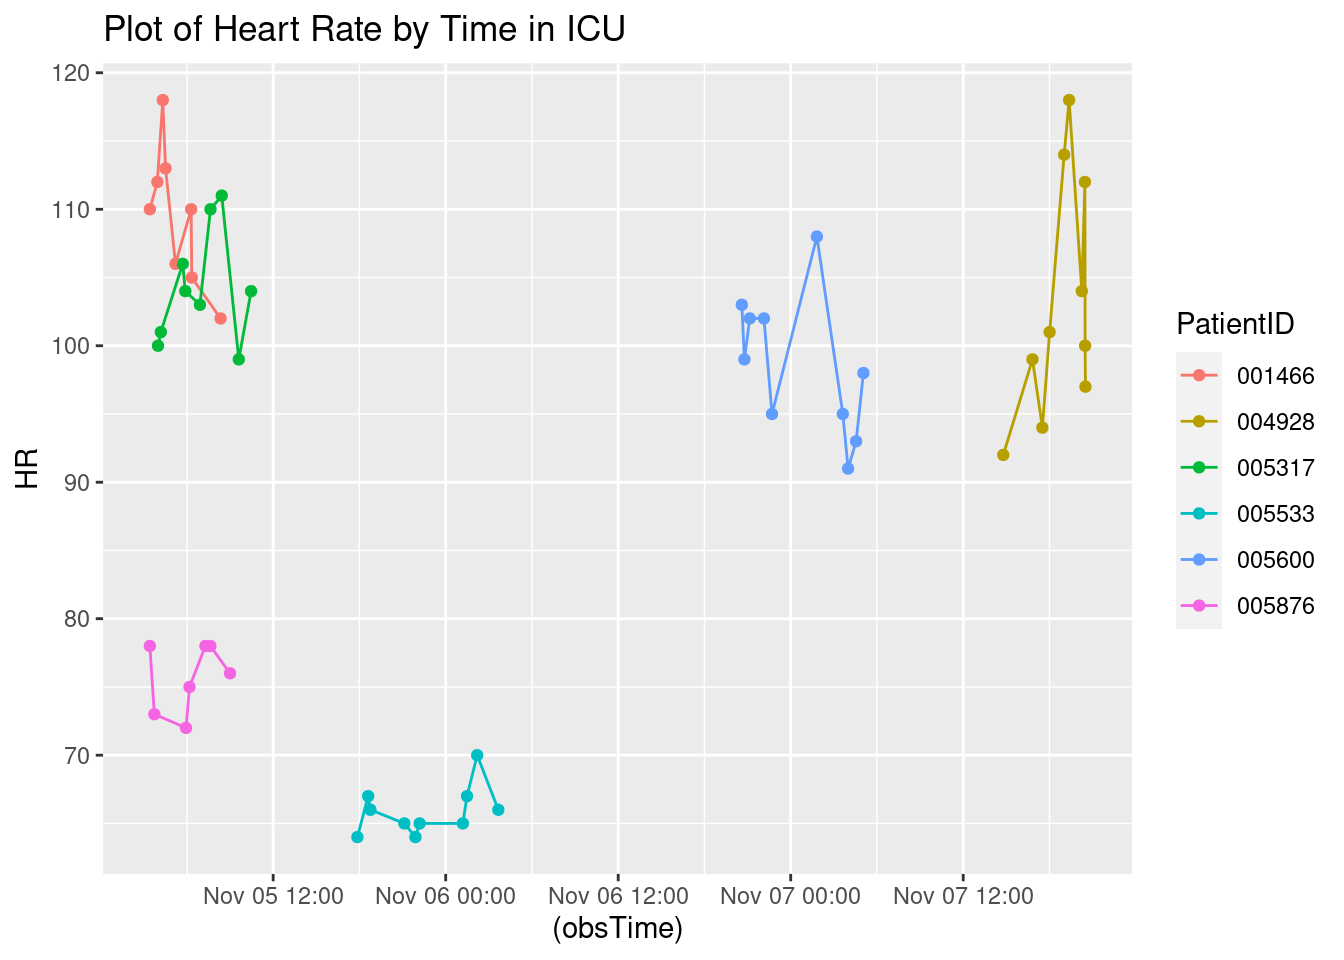 Plot of Heart Rate by Time in ICU
120
110
100
90
80
70
HR
Nov 05 12:00
Nov 06 00:00
Nov 06 12:00
Nov 07 00:00
Nov 07 12:00
(obsTime)
PatientID
001466
004928
005317
005533
005600
005876